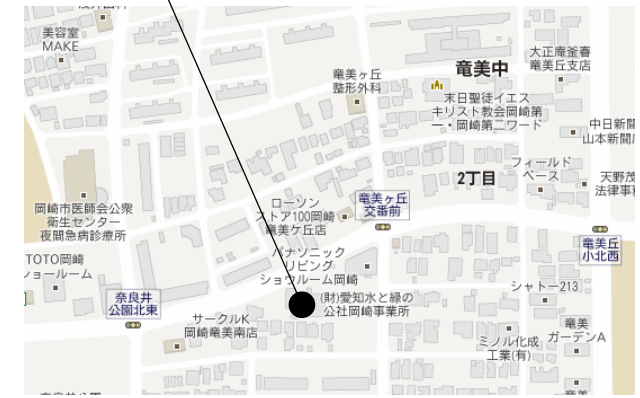 美容室
MAKE
竜美ヶ丘
整形外科
竜美中
大正庵釜春
竜美丘支店
末日聖徒イエス
キリスト教会岡崎第
一・岡崎第二ワード
中日新聞
山本新聞
2丁目
フィールド
ベース
天野茂
法律事
岡崎市医師会公衆
衛生センター
夜間急病診療所
ローソン
ストア100岡崎
竜美ケ丘店
竜美ヶ丘
交番前
竜美丘
小北西
TOTO岡崎
ショールーム
パナソニック
リビング
ショウルーム岡崎
奈良井
公園北東
(財)愛知水と緑の
公社岡崎事業所
シャトー213
サークルK
岡崎竜美南店
ミノル化成
工業(有)
竜美
ガーデンA